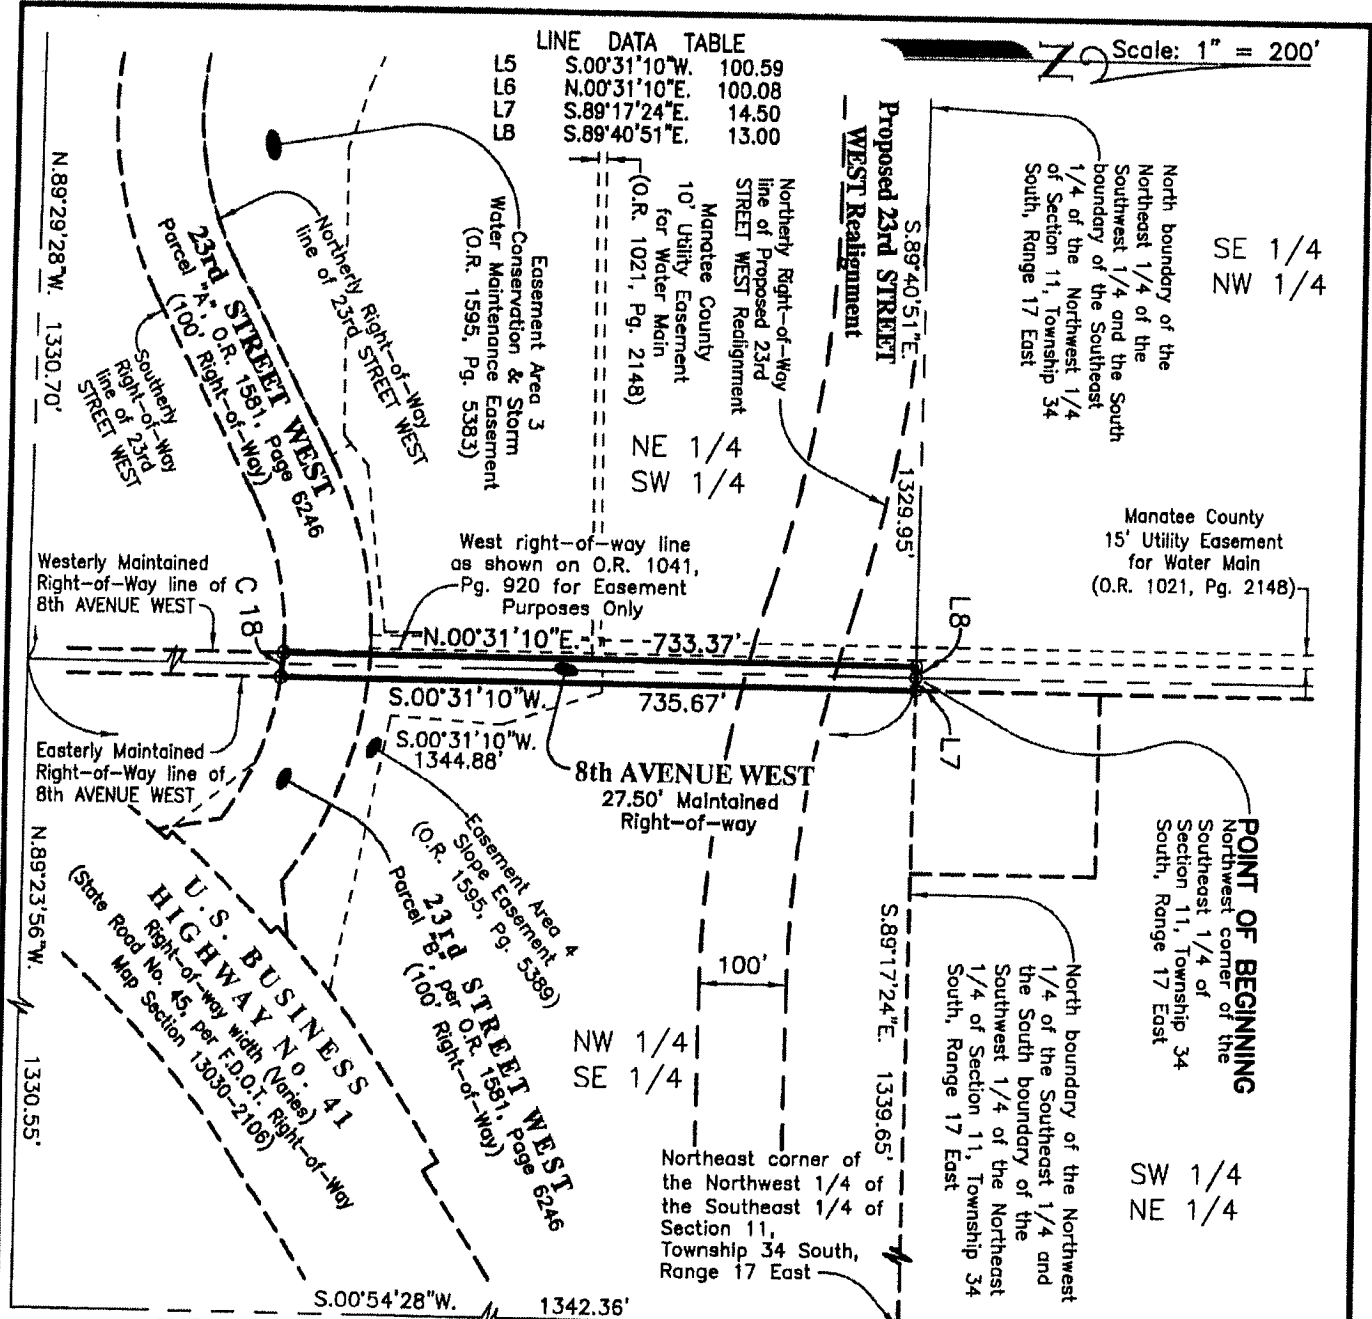 LINE DATA TABLE
L5 S.00°31'10"W. 100.59
L6 N.00°31'10"E. 100.08
L7 S.89°17'24"E. 14.50
L8 S.89°40'51"E. 13.00
N
Scale: 1" = 200'
SE 1/4
NW 1/4
North boundary of the
Northeast 1/4 of the
Southwest 1/4 and the South
boundary of the Southeast
1/4 of the Northwest 1/4
of Section 11, Township 34
South, Range 17 East
S.89°40'51"E. 1329.95'
Proposed 23rd STREET
WEST Realignment
Northerly Right-of-Way
line of Proposed 23rd
STREET WEST Realignment
Manatee County
10' Utility Easement
for Water Main
(O.R. 1021, Pg. 2148)
NE 1/4
SW 1/4
Easement Area 3
Conservation & Storm
Water Maintenance Easement
(O.R. 1595, Pg. 5383)
Northerly Right-of-Way
line of 23rd STREET WEST
23rd STREET WEST
Parcel "A", O.R. 1581, Page 6246
(100' Right-of-Way)
Southerly
Right-of-Way
line of 23rd
STREET WEST
N.89°29'28"W. 1330.70'
Manatee County
15' Utility Easement
for Water Main
(O.R. 1021, Pg. 2148)
West right-of-way line
as shown on O.R. 1041,
Pg. 920 for Easement
Purposes Only
Westerly Maintained
Right-of-Way line of
8th AVENUE WEST
C 18
L8
N.00°31'10"E. 733.37'
S.00°31'10"W. 735.67'
L7
S.00°31'10"W.
1344.88'
8th AVENUE WEST
27.50' Maintained
Right-of-way
Easterly Maintained
Right-of-Way line of
8th AVENUE WEST
POINT OF BEGINNING
Northwest corner of the
Southeast 1/4 of
Section 11, Township 34
South, Range 17 East
Easement Area 4
Slope Easement
(O.R. 1595, Pg. 5389)
23rd STREET WEST
Parcel "B", per O.R. 1581, Page 6246
(100' Right-of-Way)
U.S. BUSINESS
HIGHWAY No. 41
Right-of-way width (Varies)
(State Road No. 45, per F.D.O.T. Right-of-Way
Map Section 13030-2106)
N.89°23'56"W. 1330.55'
100'
S.89°17'24"E. 1339.65'
North boundary of the Northwest
1/4 of the Southeast 1/4 and
the South boundary of the
Southwest 1/4 of the Northeast
1/4 of Section 11, Township 34
South, Range 17 East
NW 1/4
SE 1/4
SW 1/4
NE 1/4
Northeast corner of
the Northwest 1/4 of
the Southeast 1/4 of
Section 11,
Township 34 South,
Range 17 East
S.00°54'28"W. 1342.36'